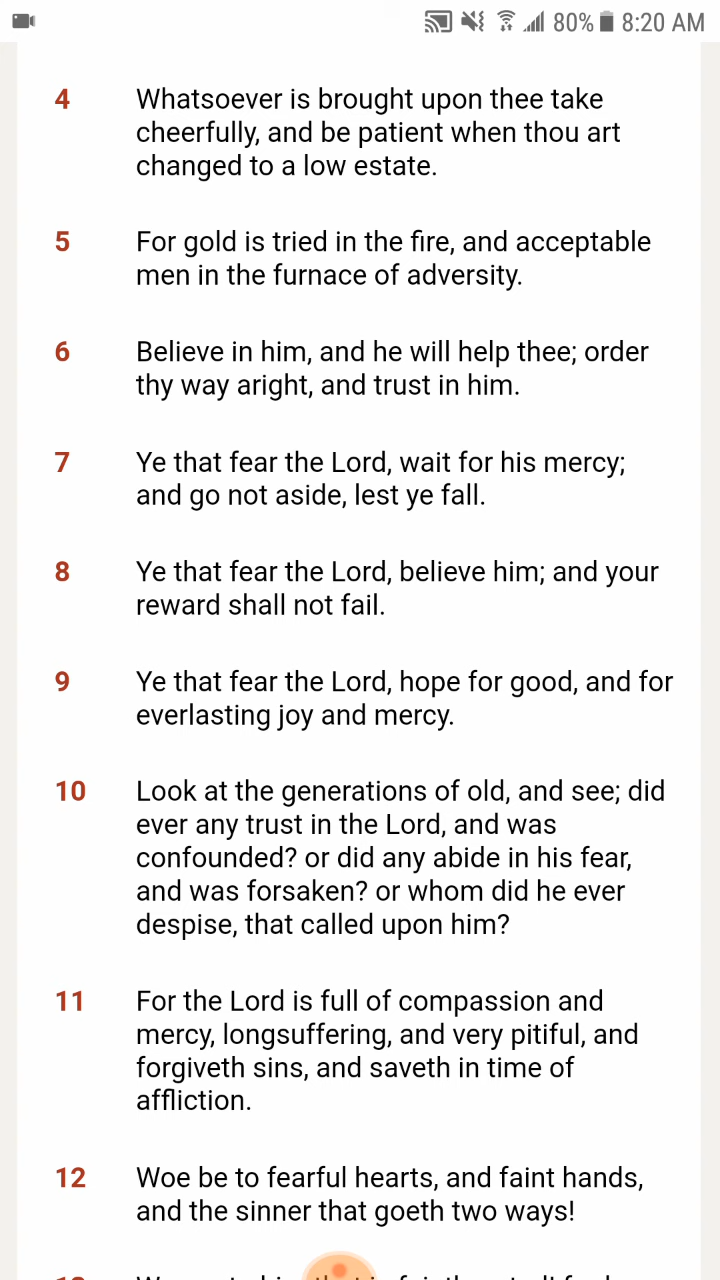 80% 8:20 AM
4 Whatsoever is brought upon thee take
cheerfully, and be patient when thou art
changed to a low estate.
5 For gold is tried in the fire, and acceptable
men in the furnace of adversity.
6 Believe in him, and he will help thee; order
thy way aright, and trust in him.
7 Ye that fear the Lord, wait for his mercy;
and go not aside, lest ye fall.
8 Ye that fear the Lord, believe him; and your
reward shall not fail.
9 Ye that fear the Lord, hope for good, and for
everlasting joy and mercy.
10 Look at the generations of old, and see; did
ever any trust in the Lord, and was
confounded? or did any abide in his fear,
and was forsaken? or whom did he ever
despise, that called upon him?
11 For the Lord is full of compassion and
mercy, longsuffering, and very pitiful, and
forgiveth sins, and saveth in time of
affliction.
12 Woe be to fearful hearts, and faint hands,
and the sinner that goeth two ways!